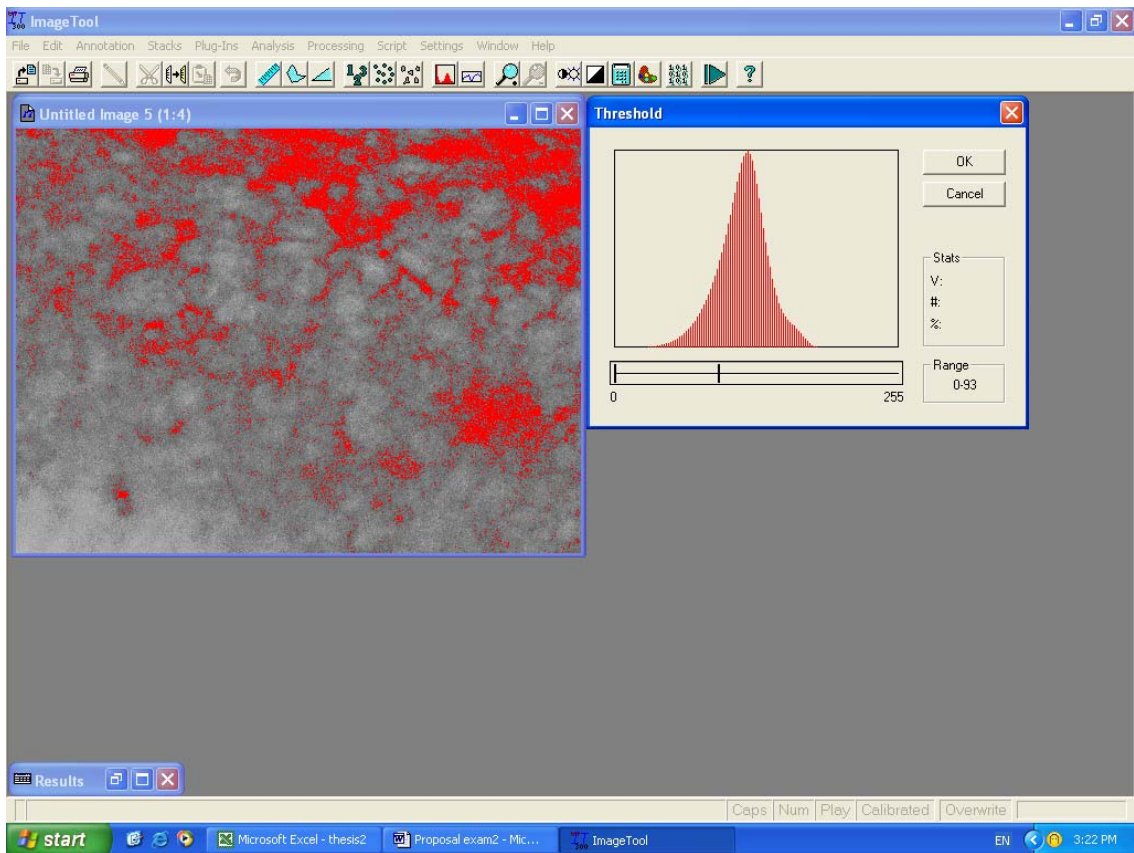 ImageTool
File Edit Annotation Stacks Plug-Ins Analysis Processing Script Settings Window Help
Untitled Image 5 (1:4)
Threshold
OK
Cancel
Stats
V:
#:
%:
Range
0-93
0 255
Results
Caps Num Play Calibrated Overwrite
start Microsoft Excel - thesis2 Proposal exam2 - Mic... ImageTool EN 3:22 PM